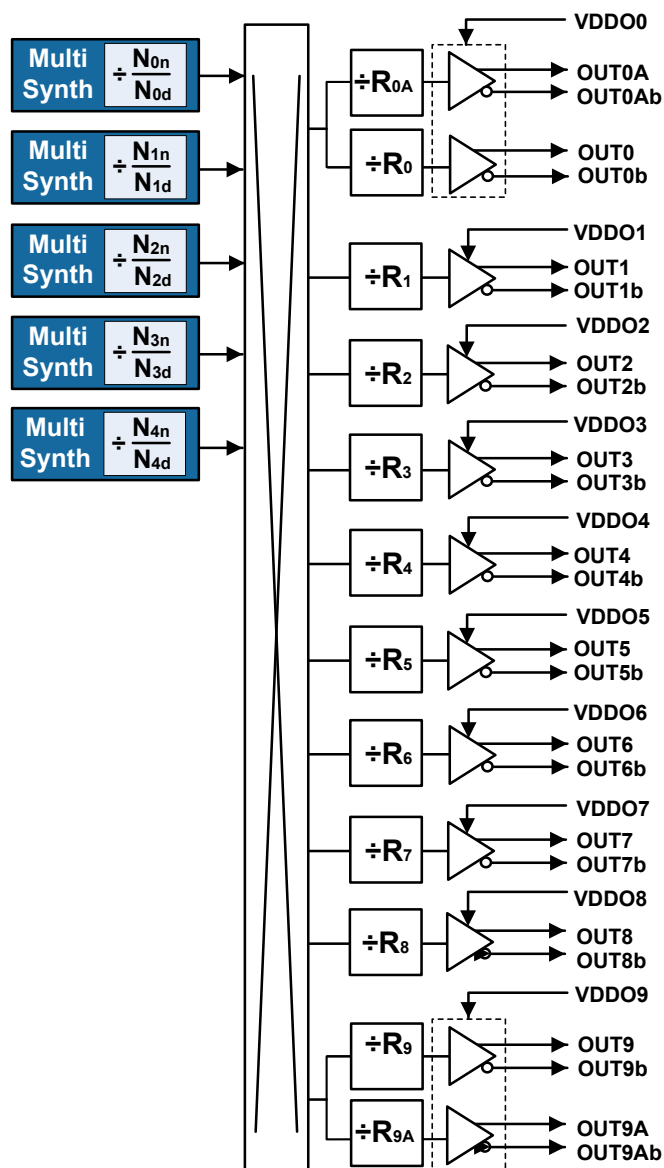 Multi Synth ÷ N0n/N0d
Multi Synth ÷ N1n/N1d
Multi Synth ÷ N2n/N2d
Multi Synth ÷ N3n/N3d
Multi Synth ÷ N4n/N4d
VDDO0
÷R0A
OUT0A
OUT0Ab
÷R0
OUT0
OUT0b
VDDO1
÷R1
OUT1
OUT1b
VDDO2
÷R2
OUT2
OUT2b
VDDO3
÷R3
OUT3
OUT3b
VDDO4
÷R4
OUT4
OUT4b
VDDO5
÷R5
OUT5
OUT5b
VDDO6
÷R6
OUT6
OUT6b
VDDO7
÷R7
OUT7
OUT7b
VDDO8
÷R8
OUT8
OUT8b
VDDO9
÷R9
OUT9
OUT9b
÷R9A
OUT9A
OUT9Ab